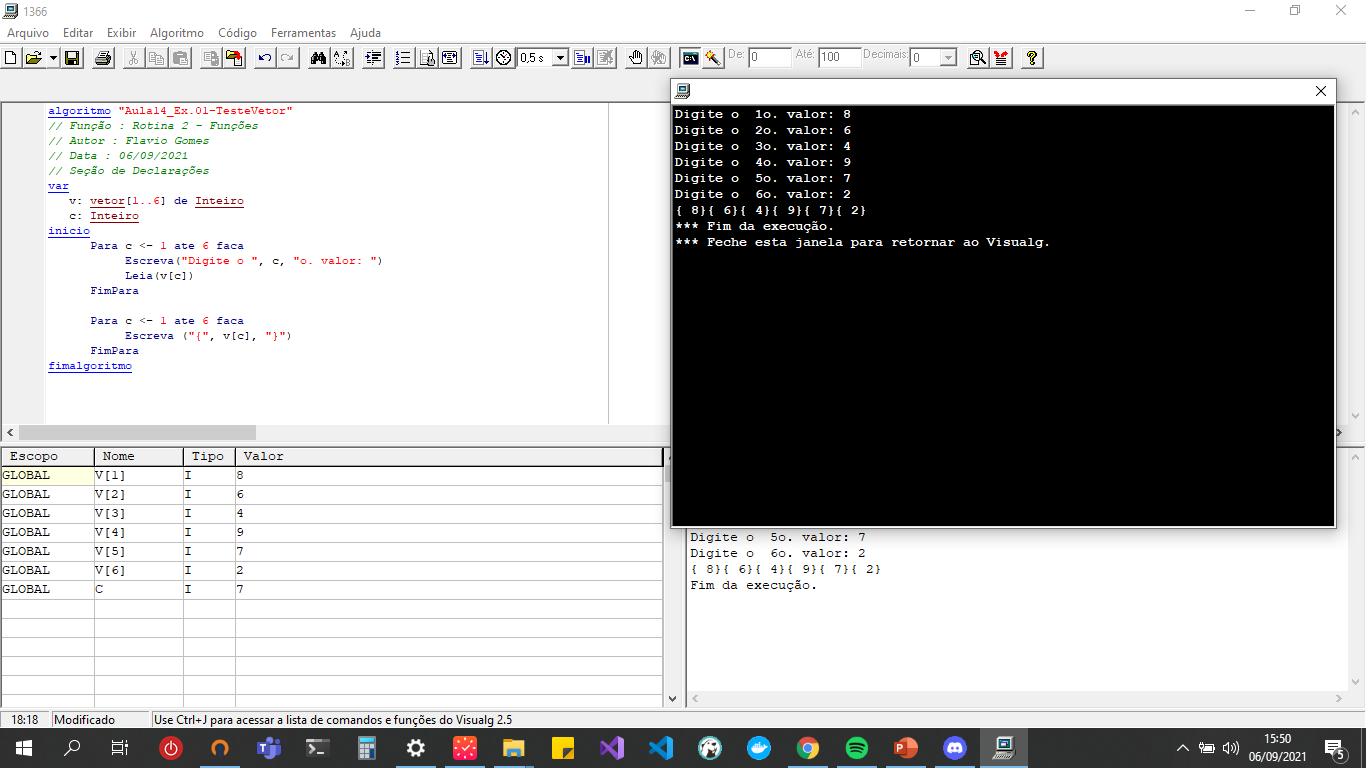 1366
Arquivo Editar Exibir Algoritmo Código Ferramentas Ajuda
0,5 s De: 0 Até: 100 Decimais: 0
algoritmo "Aula14_Ex.01-TesteVetor"
// Função : Rotina 2 - Funções
// Autor : Flavio Gomes
// Data : 06/09/2021
// Seção de Declarações
var
v: vetor[1..6] de Inteiro
c: Inteiro
inicio
Para c <- 1 ate 6 faca
Escreva("Digite o ", c, "o. valor: ")
Leia(v[c])
FimPara
Para c <- 1 ate 6 faca
Escreva ("{", v[c], "}")
FimPara
fimalgoritmo
Digite o  1o. valor: 8
Digite o  2o. valor: 6
Digite o  3o. valor: 4
Digite o  4o. valor: 9
Digite o  5o. valor: 7
Digite o  6o. valor: 2
{ 8}{ 6}{ 4}{ 9}{ 7}{ 2}
*** Fim da execução.
*** Feche esta janela para retornar ao Visualg.
Escopo Nome Tipo Valor
GLOBAL V[1] I 8
GLOBAL V[2] I 6
GLOBAL V[3] I 4
GLOBAL V[4] I 9
GLOBAL V[5] I 7
GLOBAL V[6] I 2
GLOBAL C I 7
Digite o  5o. valor: 7
Digite o  6o. valor: 2
{ 8}{ 6}{ 4}{ 9}{ 7}{ 2}
Fim da execução.
18:18 Modificado Use Ctrl+J para acessar a lista de comandos e funções do Visualg 2.5
15:50
06/09/2021
5